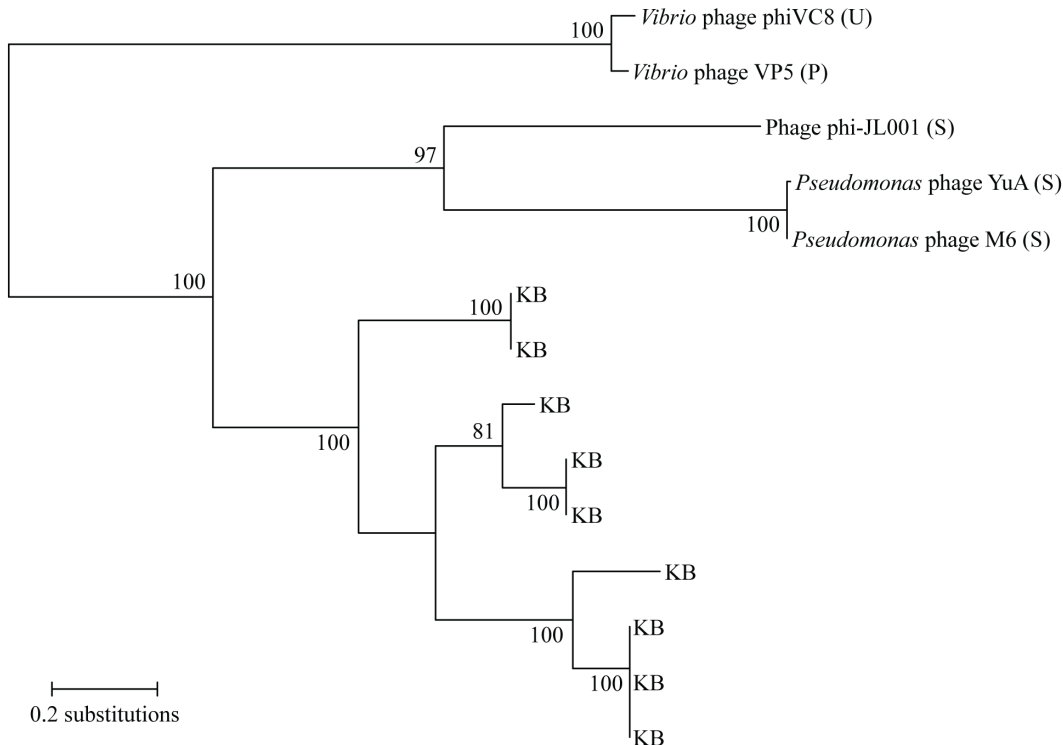 100
Vibrio phage phiVC8 (U)
Vibrio phage VP5 (P)
Phage phi-JL001 (S)
97
Pseudomonas phage YuA (S)
100
Pseudomonas phage M6 (S)
100
100
KB
KB
100
KB
81
KB
100
KB
KB
100
KB
100
KB
KB
0.2 substitutions